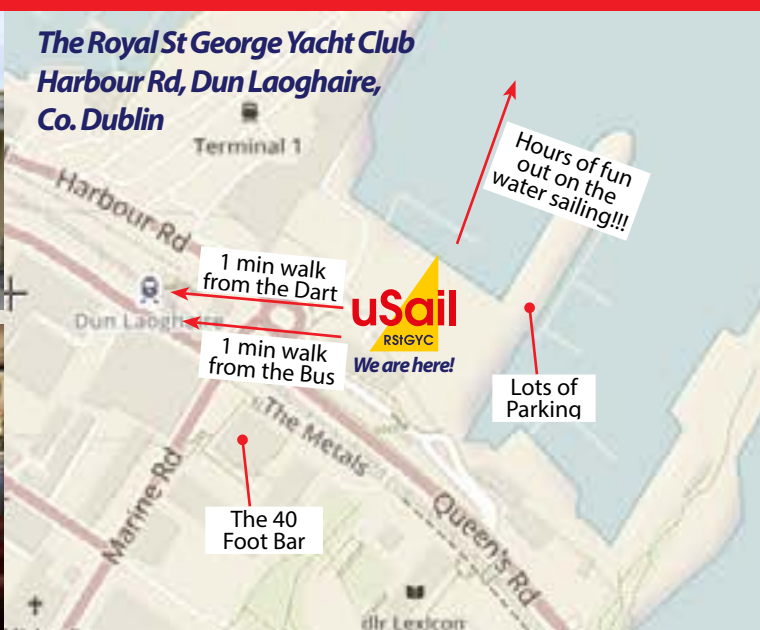 The Royal St George Yacht Club
Harbour Rd, Dun Laoghaire,
Co. Dublin
Terminal 1
Hours of fun
out on the
water sailing!!!
Harbour Rd
1 min walk
from the Dart
uSail
RStGYC
We are here!
Dun Laoghaire
1 min walk
from the Bus
Lots of
Parking
The Metals
Marine Rd
The 40
Foot Bar
Queen's Rd
dlr Lexicon